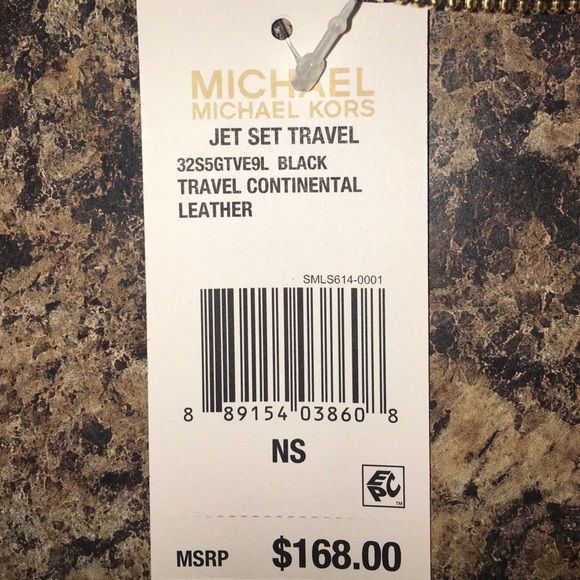 MICHAEL
MICHAEL KORS
JET SET TRAVEL
32S5GTVE9L BLACK
TRAVEL CONTINENTAL
LEATHER
SMLS614-0001
8 89154 03860 8
NS
EPC
TM
MSRP $168.00